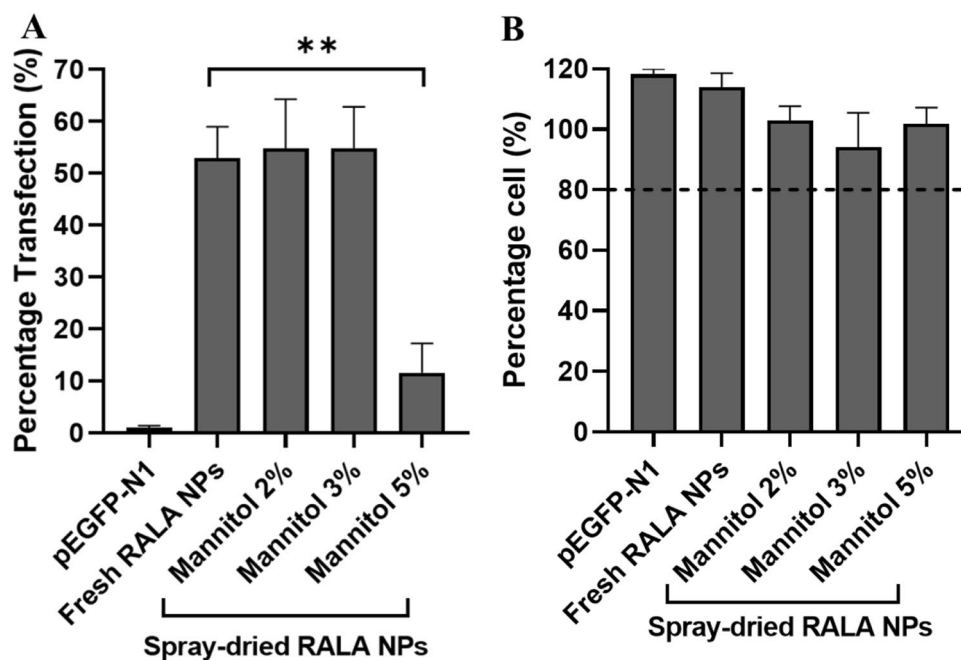 A
**
Percentage Transfection (%)
70
60
50
40
30
20
10
0
pEGFP-N1
Fresh RALA NPs
Mannitol 2%
Mannitol 3%
Mannitol 5%
Spray-dried RALA NPs
B
Percentage cell (%)
120
100
80
60
40
20
0
pEGFP-N1
Fresh RALA NPs
Mannitol 2%
Mannitol 3%
Mannitol 5%
Spray-dried RALA NPs